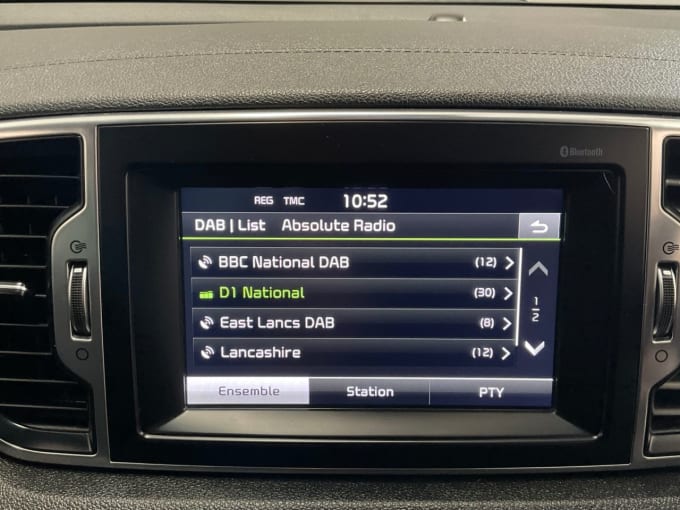 Bluetooth
REG TMC 10:52
DAB | List Absolute Radio
BBC National DAB (12)
D1 National (30)
East Lancs DAB (8)
1
2
Lancashire (12)
Ensemble Station PTY